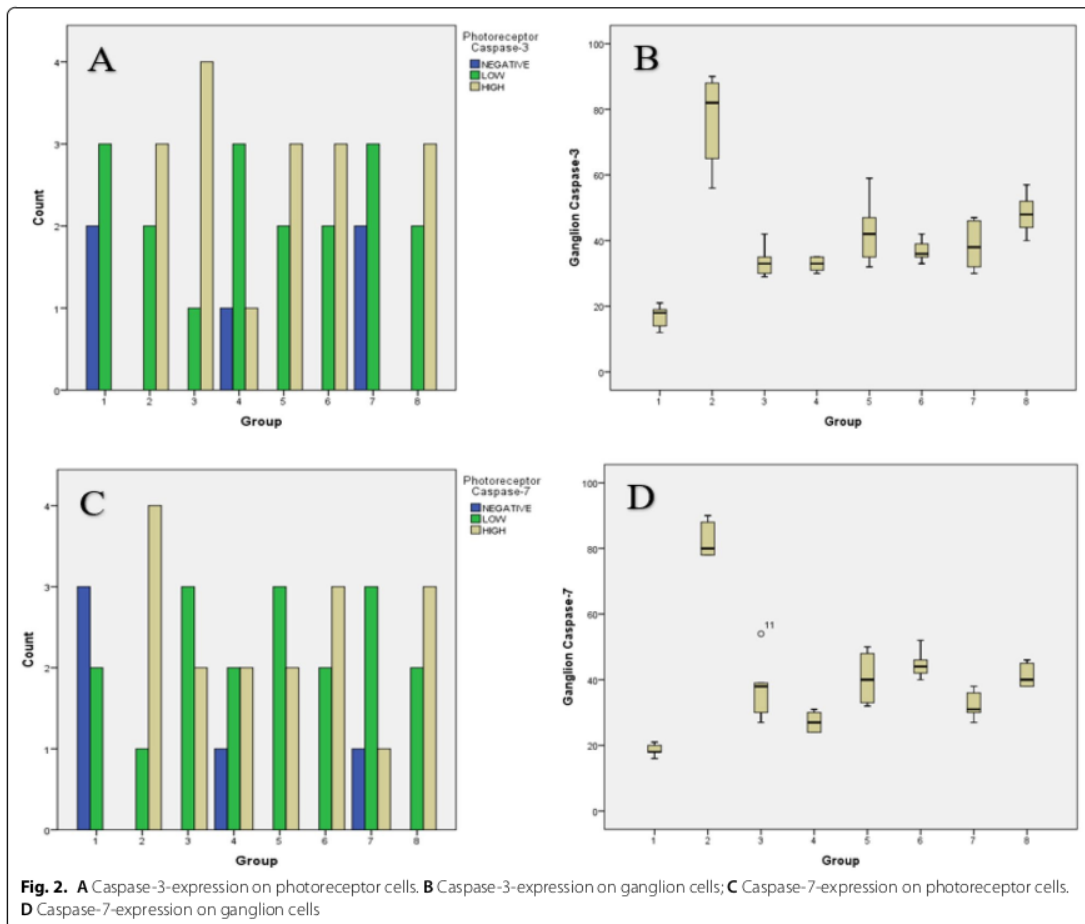 A
Photoreceptor
Caspase-3
NEGATIVE
LOW
HIGH
4
3
2
1
0
Count
1 2 3 4 5 6 7 8
Group
B
100
80
60
40
20
0
Ganglion Caspase-3
1 2 3 4 5 6 7 8
Group
C
Photoreceptor
Caspase-7
NEGATIVE
LOW
HIGH
4
3
2
1
0
Count
1 2 3 4 5 6 7 8
Group
D
100
80
60
40
20
0
Ganglion Caspase-7
11
1 2 3 4 5 6 7 8
Group
Fig. 2. A Caspase-3-expression on photoreceptor cells. B Caspase-3-expression on ganglion cells; C Caspase-7-expression on photoreceptor cells.
D Caspase-7-expression on ganglion cells